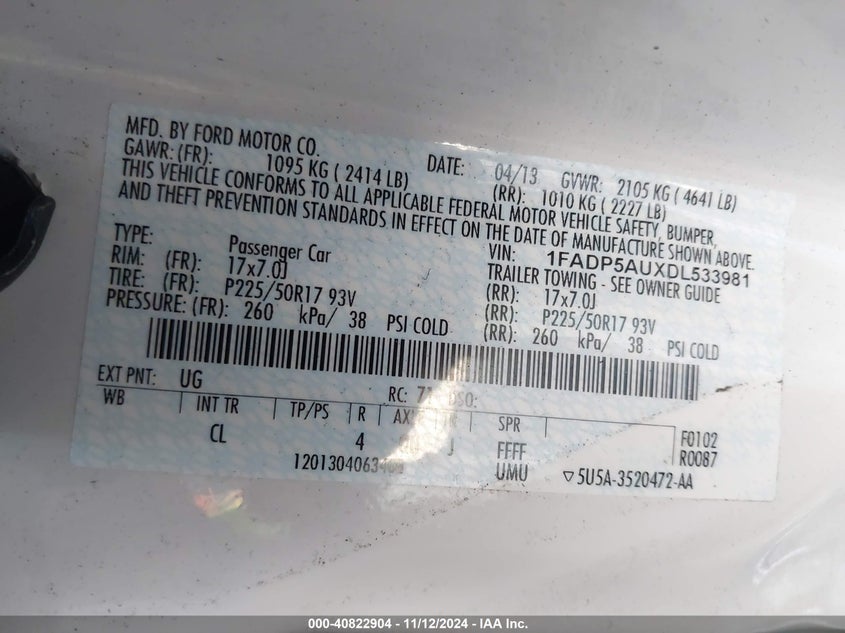 MFD. BY FORD MOTOR CO.
DATE: 04/13 GVWR: 2105 KG ( 4641 LB)
GAWR: (FR): 1095 KG ( 2414 LB) (RR): 1010 KG ( 2227 LB)
THIS VEHICLE CONFORMS TO ALL APPLICABLE FEDERAL MOTOR VEHICLE SAFETY, BUMPER,
AND THEFT PREVENTION STANDARDS IN EFFECT ON THE DATE OF MANUFACTURE SHOWN ABOVE.
VIN: 1FADP5AUXDL533981
TYPE: Passenger Car TRAILER TOWING - SEE OWNER GUIDE
RIM: (FR): 17x7.0J (RR): 17x7.0J
TIRE: (FR): P225/50R17 93V (RR): P225/50R17 93V
PRESSURE: (FR): 260 kPa/ 38 PSI COLD (RR): 260 kPa/ 38 PSI COLD
EXT PNT: UG RC: DSO:
WB INT TR TP/PS R SPR
CL 4 J FFFF F0102
UMU R0087
▽5U5A-3520472-AA
000-40822904 - 11/12/2024 - IAA Inc.